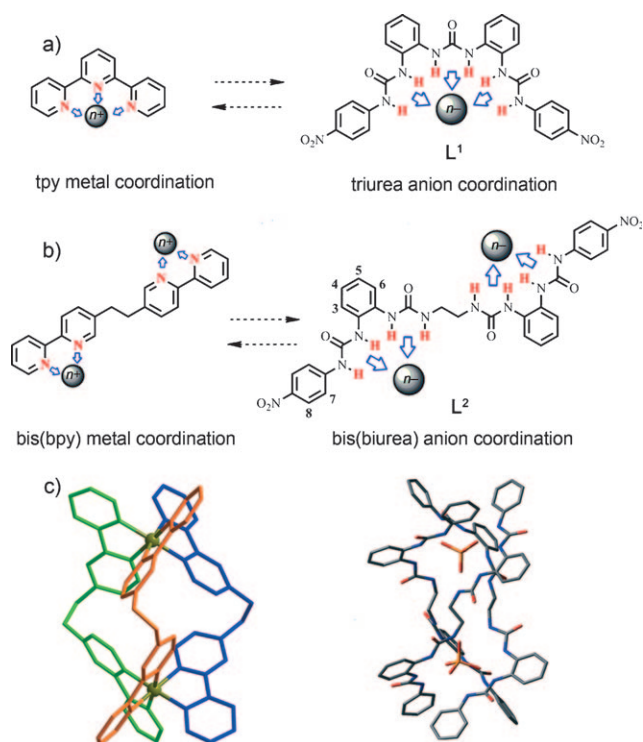 a)
N
N
N
n+
tpy metal coordination
O
N
N
H
H
O
N
H
N
H
O
N
H
N
H
n–
O₂N
NO₂
L¹
triurea anion coordination
b)
n+
N
N
N
N
n+
bis(bpy) metal coordination
NO₂
n–
H
N
H
N
O
5
4
6
3
O
N
N
H
H
H
N
N
H
H
O
O
N
H
N
H
n–
7
8
O₂N
L²
bis(biurea) anion coordination
c)